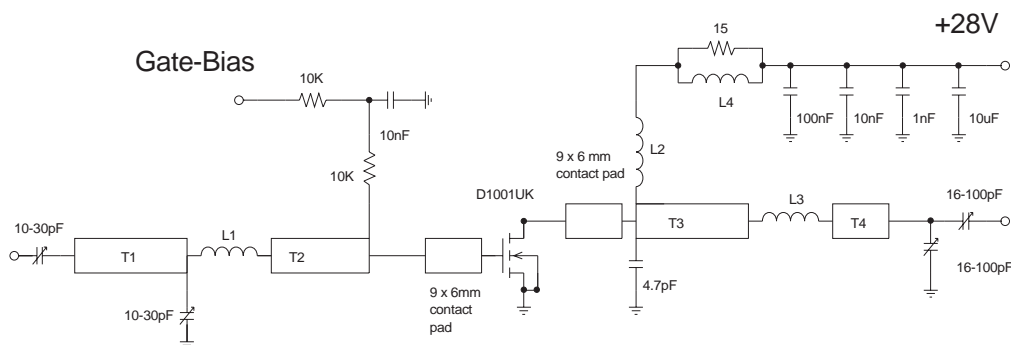 +28V
15
Gate-Bias
10K
L4
100nF
10nF
1nF
10uF
10nF
L2
9 x 6 mm
contact pad
10K
D1001UK
16-100pF
L3
10-30pF
L1
T3
T4
T1
T2
16-100pF
4.7pF
9 x 6mm
contact
pad
10-30pF